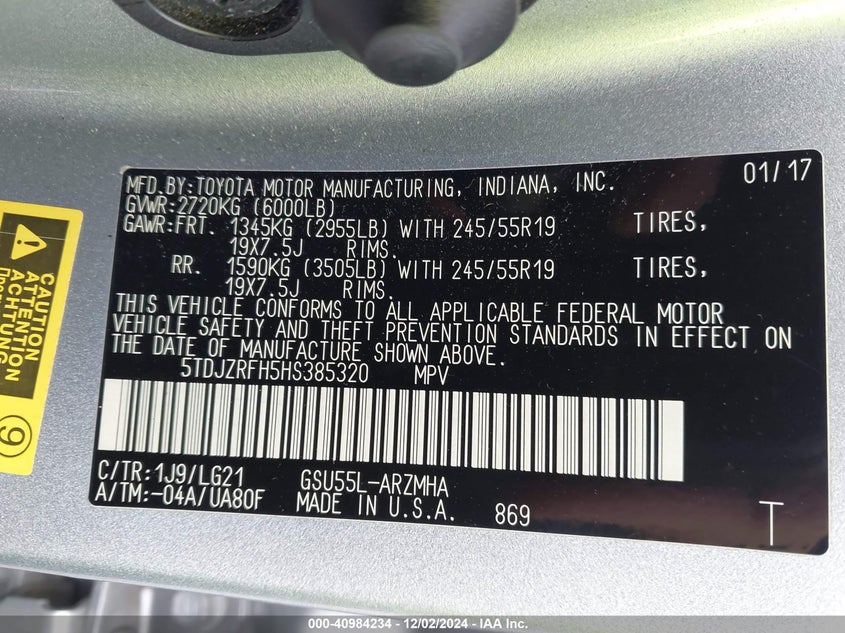 MFD.BY:TOYOTA MOTOR MANUFACTURING, INDIANA, INC. 01/17
GVWR:2720KG (6000LB)
GAWR:FRT. 1345KG (2955LB) WITH 245/55R19 TIRES,
19X7.5J RIMS.
RR. 1590KG (3505LB) WITH 245/55R19 TIRES,
19X7.5J RIMS.
THIS VEHICLE CONFORMS TO ALL APPLICABLE FEDERAL MOTOR
VEHICLE SAFETY AND THEFT PREVENTION STANDARDS IN EFFECT ON
THE DATE OF MANUFACTURE SHOWN ABOVE.
5TDJZRFH5HS385320 MPV
C/TR:1J9/LG21 GSU55L-ARZMHA
A/TM:-04A/UA80F MADE IN U.S.A. 869
T
CAUTION
ATTENTION
ACHTUNG
9
000-40984234 - 12/02/2024 - IAA Inc.